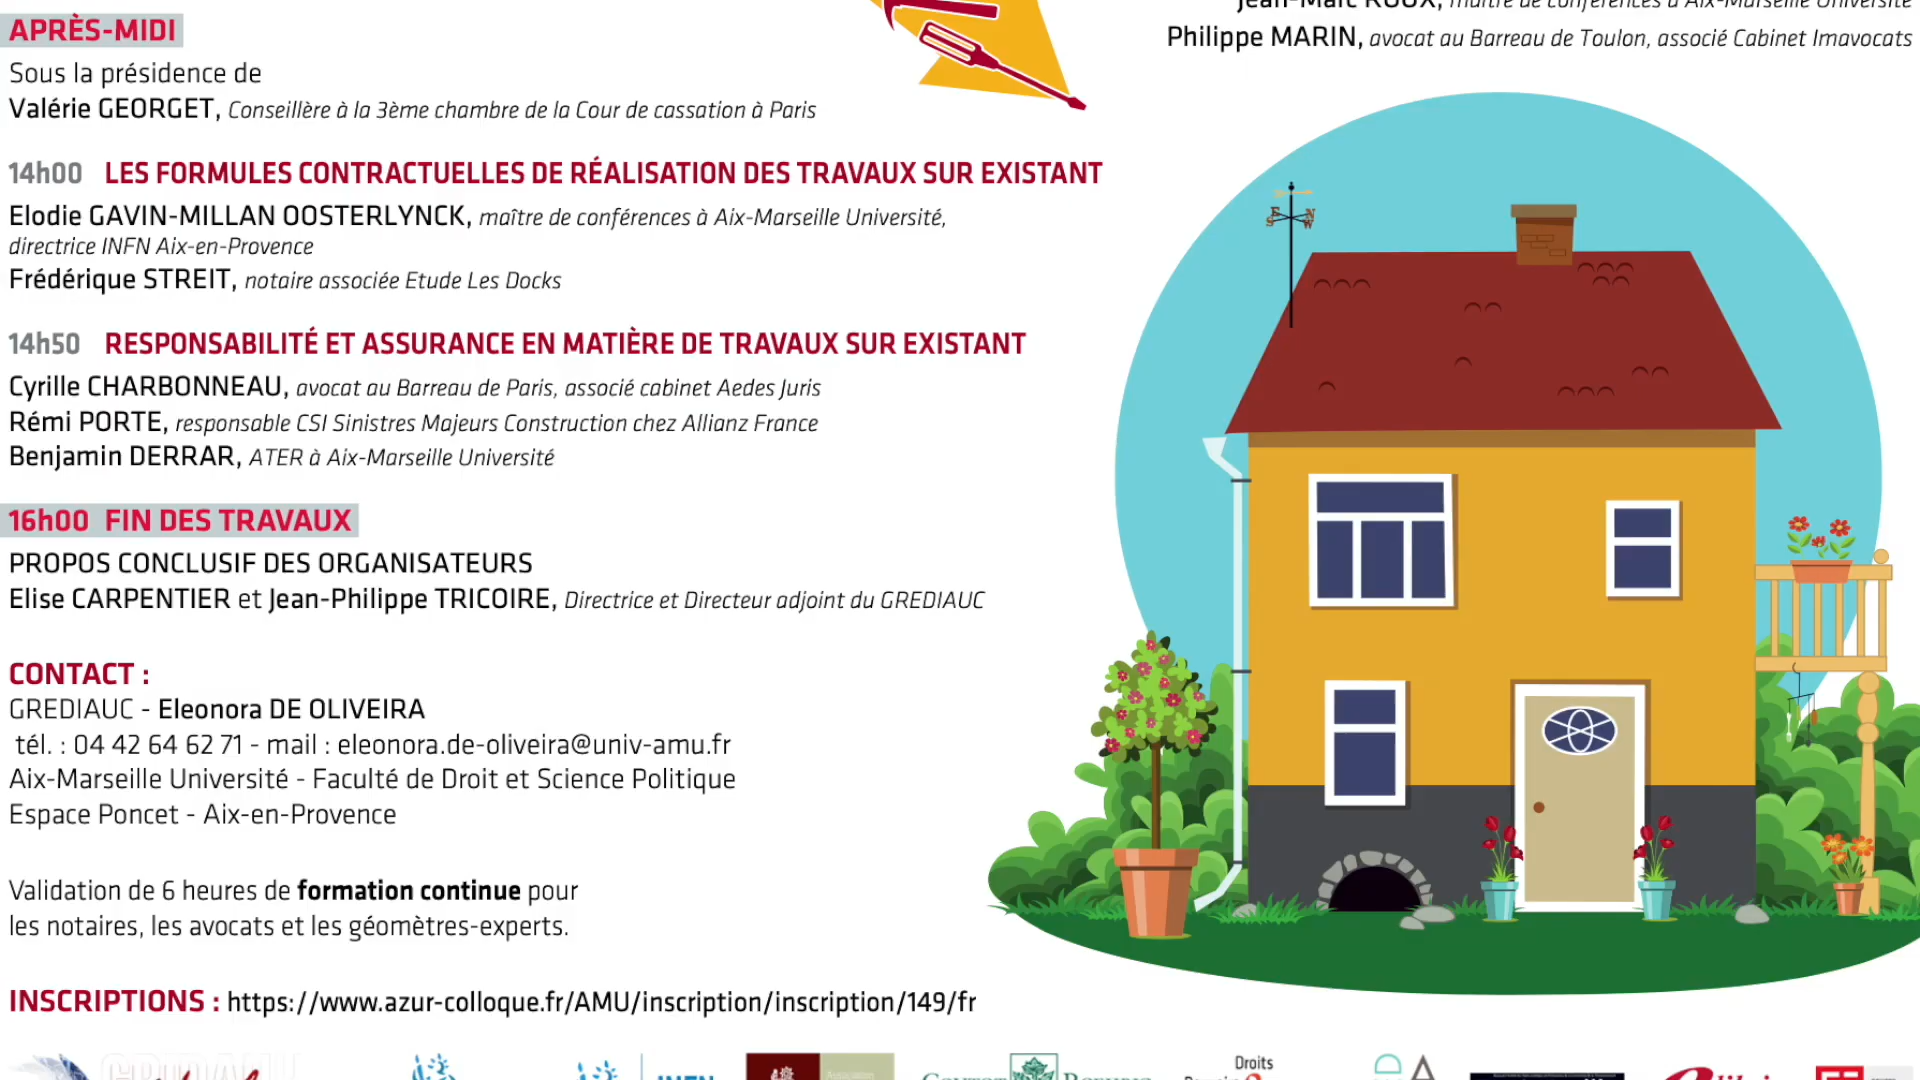 Jean-Marc ROUX, maître de conférences à Aix-Marseille Université
Philippe MARIN, avocat au Barreau de Toulon, associé Cabinet Imavocats
APRÈS-MIDI
Sous la présidence de
Valérie GEORGET, Conseillère à la 3ème chambre de la Cour de cassation à Paris
14h00 LES FORMULES CONTRACTUELLES DE RÉALISATION DES TRAVAUX SUR EXISTANT
Elodie GAVIN-MILLAN OOSTERLYNCK, maître de conférences à Aix-Marseille Université,
directrice INFN Aix-en-Provence
Frédérique STREIT, notaire associée Etude Les Docks
14h50 RESPONSABILITÉ ET ASSURANCE EN MATIÈRE DE TRAVAUX SUR EXISTANT
Cyrille CHARBONNEAU, avocat au Barreau de Paris, associé cabinet Aedes Juris
Rémi PORTE, responsable CSI Sinistres Majeurs Construction chez Allianz France
Benjamin DERRAR, ATER à Aix-Marseille Université
16h00 FIN DES TRAVAUX
PROPOS CONCLUSIF DES ORGANISATEURS
Elise CARPENTIER et Jean-Philippe TRICOIRE, Directrice et Directeur adjoint du GREDIAUC
CONTACT :
GREDIAUC - Eleonora DE OLIVEIRA
tél. : 04 42 64 62 71 - mail : eleonora.de-oliveira@univ-amu.fr
Aix-Marseille Université - Faculté de Droit et Science Politique
Espace Poncet - Aix-en-Provence
Validation de 6 heures de formation continue pour
les notaires, les avocats et les géomètres-experts.
INSCRIPTIONS : https://www.azur-colloque.fr/AMU/inscription/inscription/149/fr
E N
S W
Droits